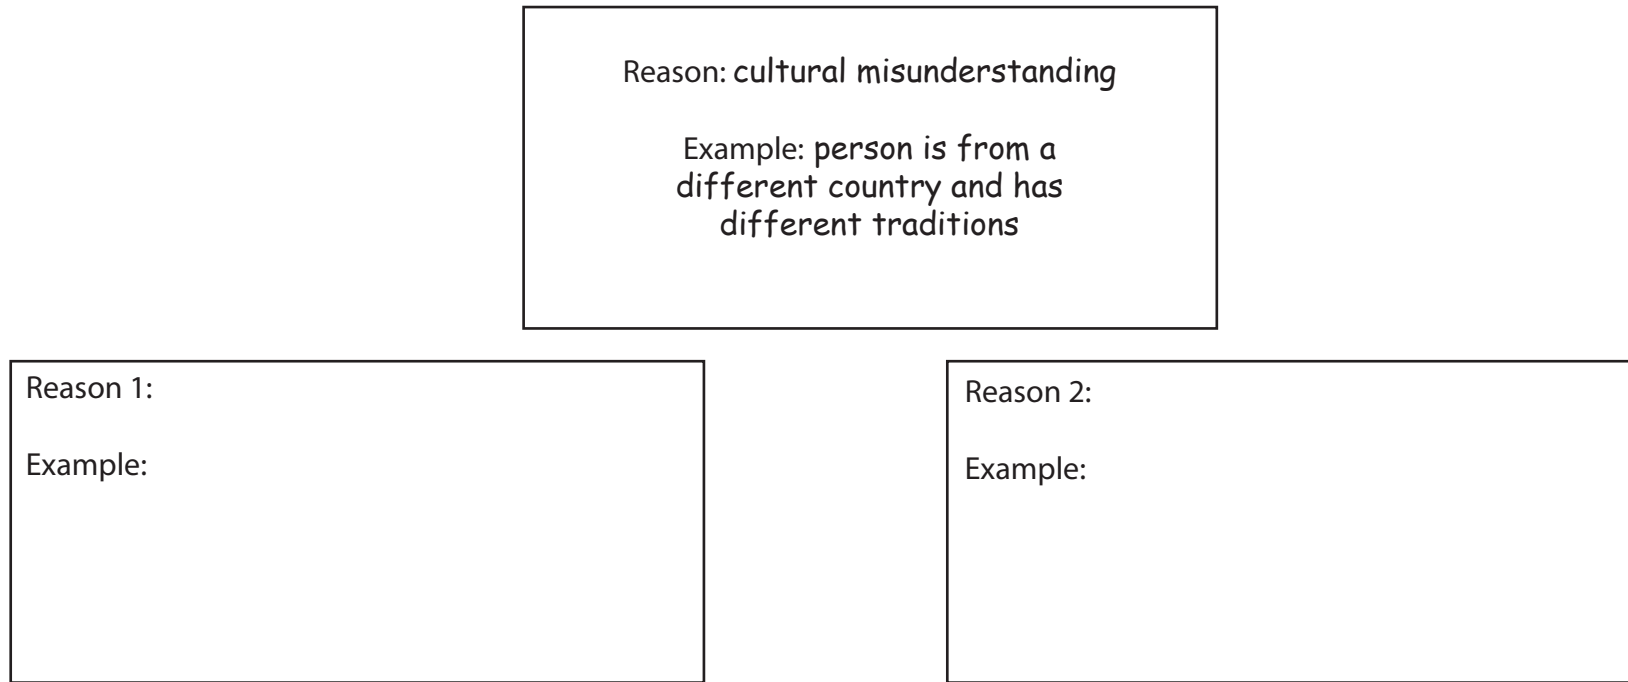 Reason: cultural misunderstanding
Example: person is from a
different country and has
different traditions
Reason 1:
Example:
Reason 2:
Example: